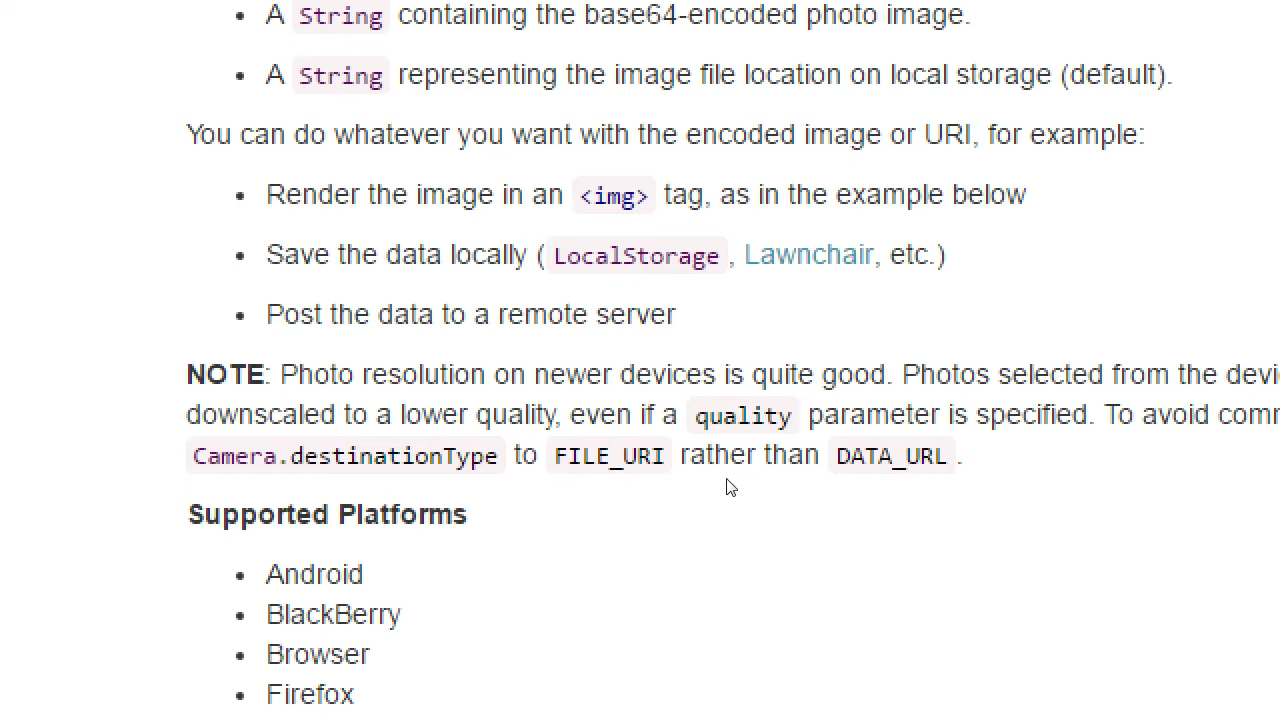 A String containing the base64-encoded photo image.
A String representing the image file location on local storage (default).
You can do whatever you want with the encoded image or URI, for example:
Render the image in an <img> tag, as in the example below
Save the data locally ( LocalStorage , Lawnchair, etc.)
Post the data to a remote server
NOTE: Photo resolution on newer devices is quite good. Photos selected from the
downscaled to a lower quality, even if a quality parameter is specified. To avoid
Camera.destinationType to FILE_URI rather than DATA_URL .
Supported Platforms
Android
BlackBerry
Browser
Firefox